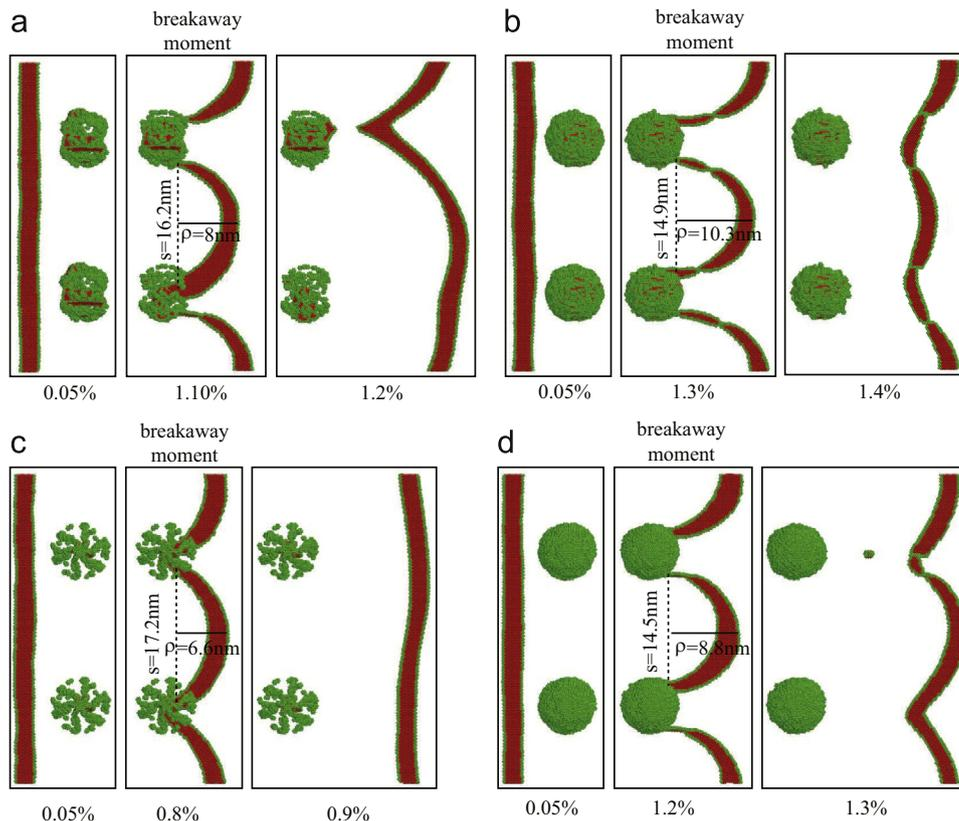 a
breakaway
moment
s=16.2nm
ρ=8nm
0.05%
1.10%
1.2%
b
breakaway
moment
s=14.9nm
ρ=10.3nm
0.05%
1.3%
1.4%
c
breakaway
moment
s=17.2nm
ρ=6.6nm
0.05%
0.8%
0.9%
d
breakaway
moment
s=14.5nm
ρ=8.8nm
0.05%
1.2%
1.3%